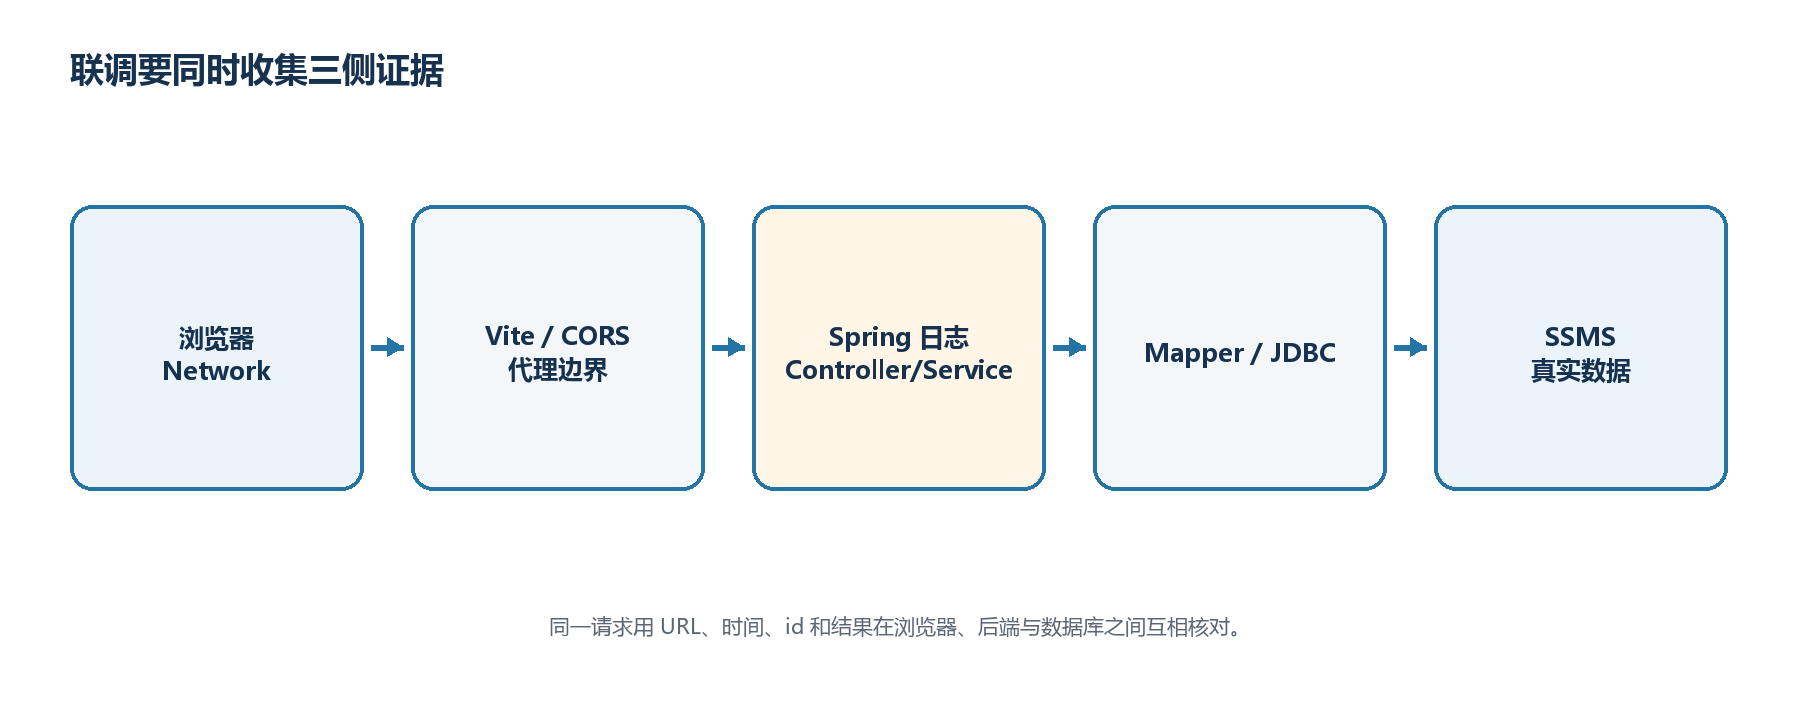 联调要同时收集三侧证据
浏览器
Network
Vite / CORS
代理边界
Spring 日志
Controller/Service
Mapper / JDBC
SSMS
真实数据
同一请求用 URL、时间、id 和结果在浏览器、后端与数据库之间互相核对。